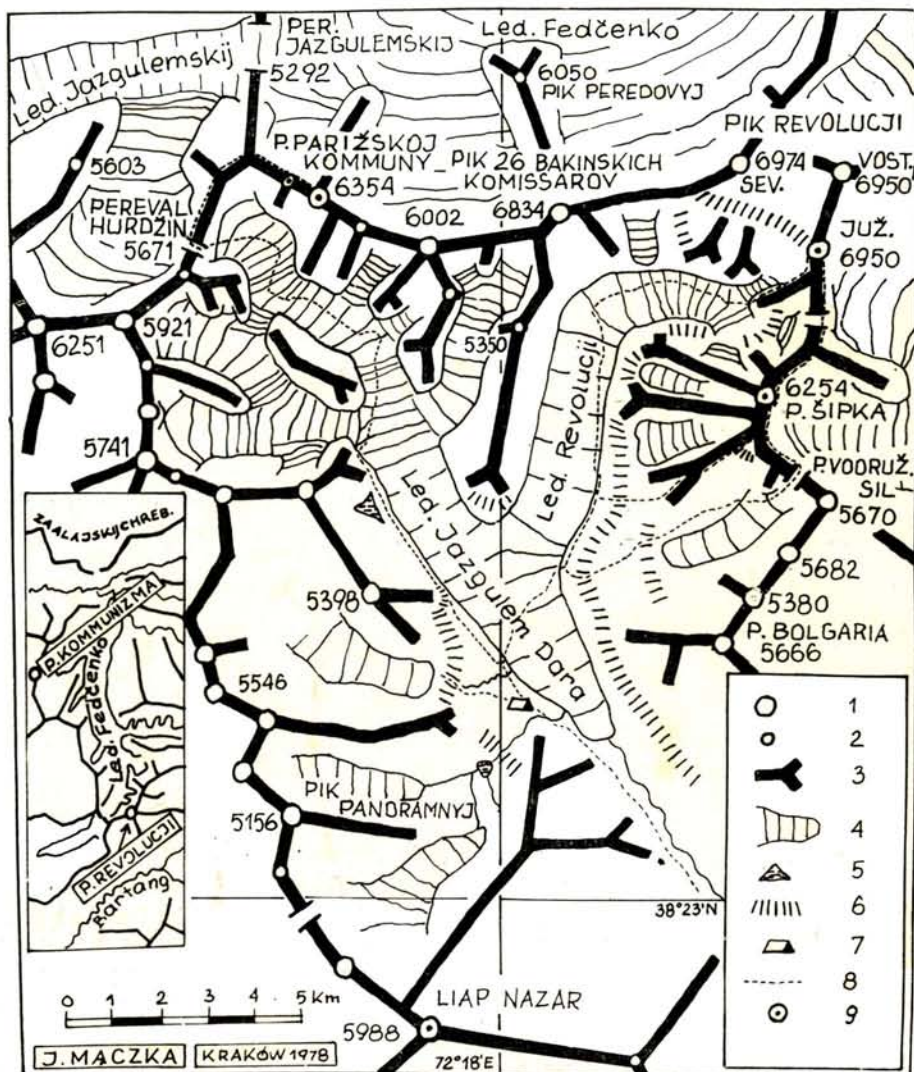 PER.
JAZGULEMSKIJ
5292
Led. Fedčenko
6050
PIK PEREDOVYJ
Led. Jazgulemskij
PIK REVOLUCJI
5603
P. PARIŽSKOJ
KOMMUNY
6354
PIK 26 BAKINSKICH
KOMISSAROV
6974
SEV.
VOST.
6950
PEREVAL
HURDŽIN
5671
6002
6834
JUŽ.
6950
6251
5921
5350
Led. Revolucji
6254
P. ŠIPKA
5741
P. VOORUŽ.
SIL
5670
Led. Jazgulem Dara
5682
5398
5380
P. BOLGARIA
5666
5546
PIK
PANORAMNYJ
5156
38°23'N
LIAP NAZAR
5988
72°18'E
ZAALAJSKIJ CHREB.
P. KOMMUNIZMA
Led. Fedčenko
P. REVOLUCJI
Bartang
0 1 2 3 4 5 Km
J. MĄCZKA KRAKÓW 1978
1
2
3
4
5
6
7
8
9